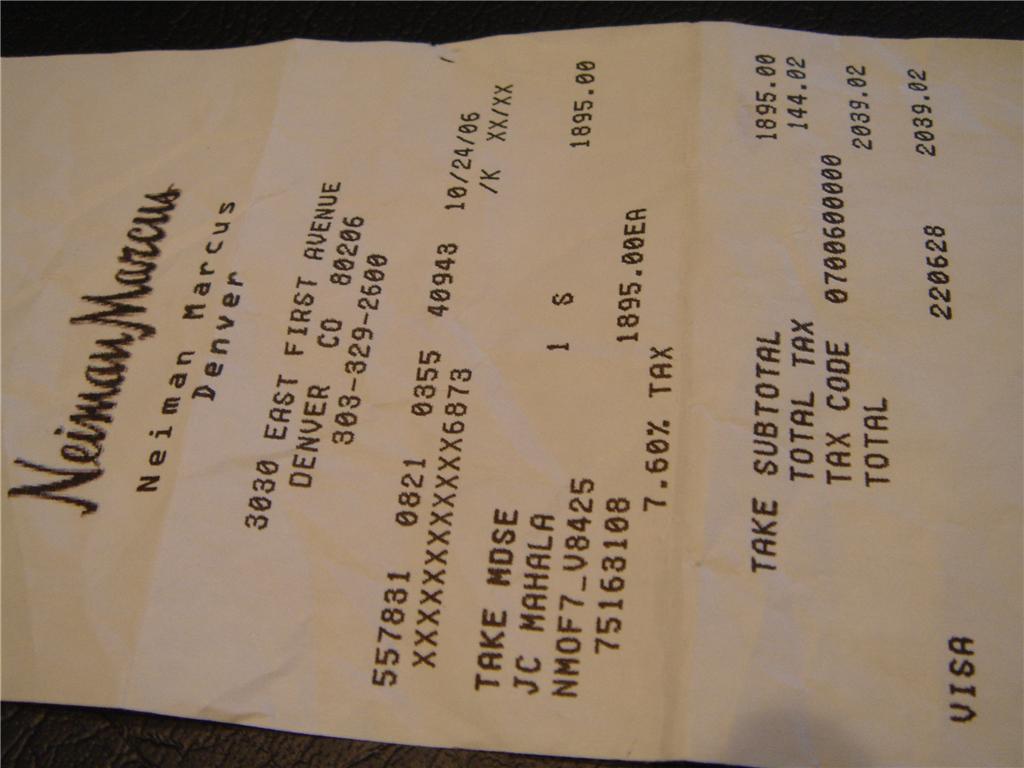 Neiman Marcus
Neiman Marcus
Denver
3030 EAST FIRST AVENUE
DENVER CO 80206
303-329-2600
557831 0821 0355 40943 10/24/06
XXXXXXXXXXXX6873 /K XX/XX
TAKE MDSE
JC MAHALA
NMOF7_V8425 1 S 1895.00
75163108 1895.00EA
7.60% TAX
TAKE SUBTOTAL 1895.00
TOTAL TAX 144.02
TAX CODE 0700600000
TOTAL 2039.02
VISA 220628 2039.02